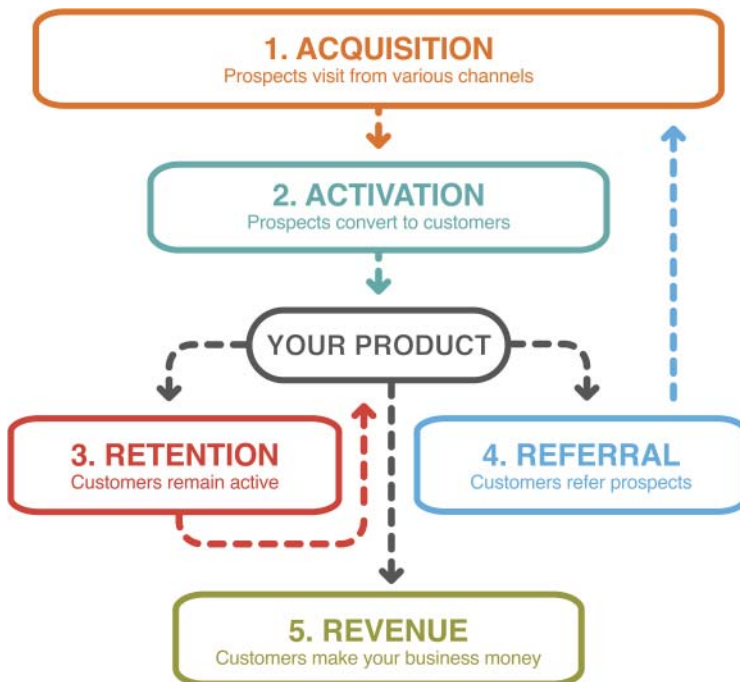 1. ACQUISITION
Prospects visit from various channels
2. ACTIVATION
Prospects convert to customers
YOUR PRODUCT
3. RETENTION
Customers remain active
4. REFERRAL
Customers refer prospects
5. REVENUE
Customers make your business money